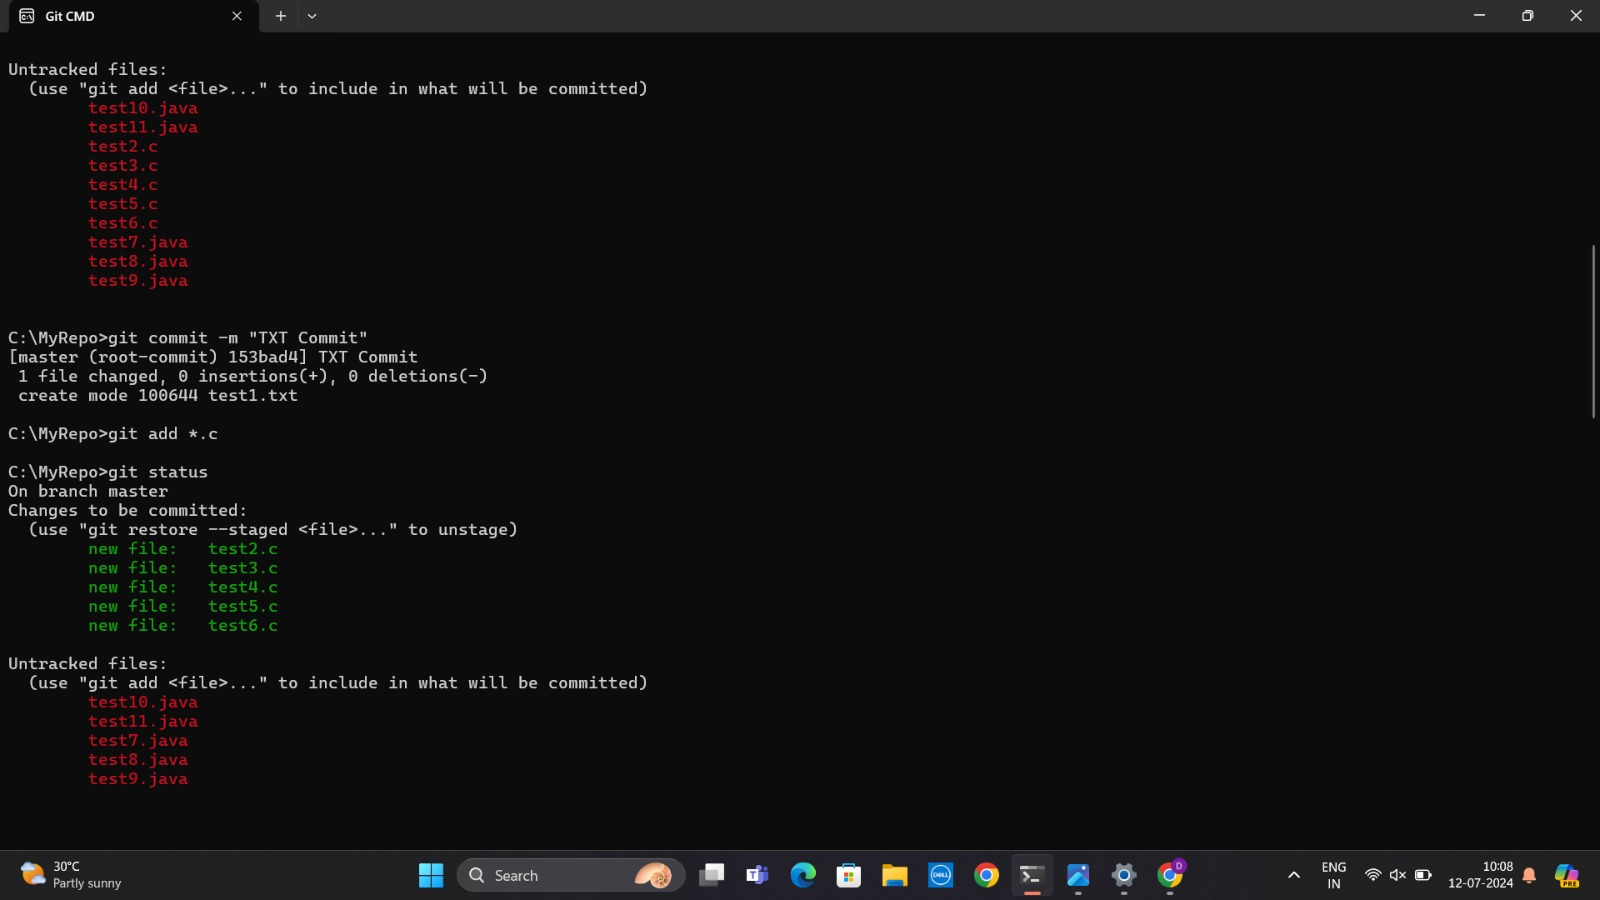 Git CMD
Untracked files:
(use "git add <file>..." to include in what will be committed)
test10.java
test11.java
test2.c
test3.c
test4.c
test5.c
test6.c
test7.java
test8.java
test9.java
C:\MyRepo>git commit -m "TXT Commit"
[master (root-commit) 153bad4] TXT Commit
1 file changed, 0 insertions(+), 0 deletions(-)
create mode 100644 test1.txt
C:\MyRepo>git add *.c
C:\MyRepo>git status
On branch master
Changes to be committed:
(use "git restore --staged <file>..." to unstage)
new file:   test2.c
new file:   test3.c
new file:   test4.c
new file:   test5.c
new file:   test6.c
Untracked files:
(use "git add <file>..." to include in what will be committed)
test10.java
test11.java
test7.java
test8.java
test9.java
30°C
Partly sunny
Search
DELL
D
ENG
IN
10:08
12-07-2024
PRE